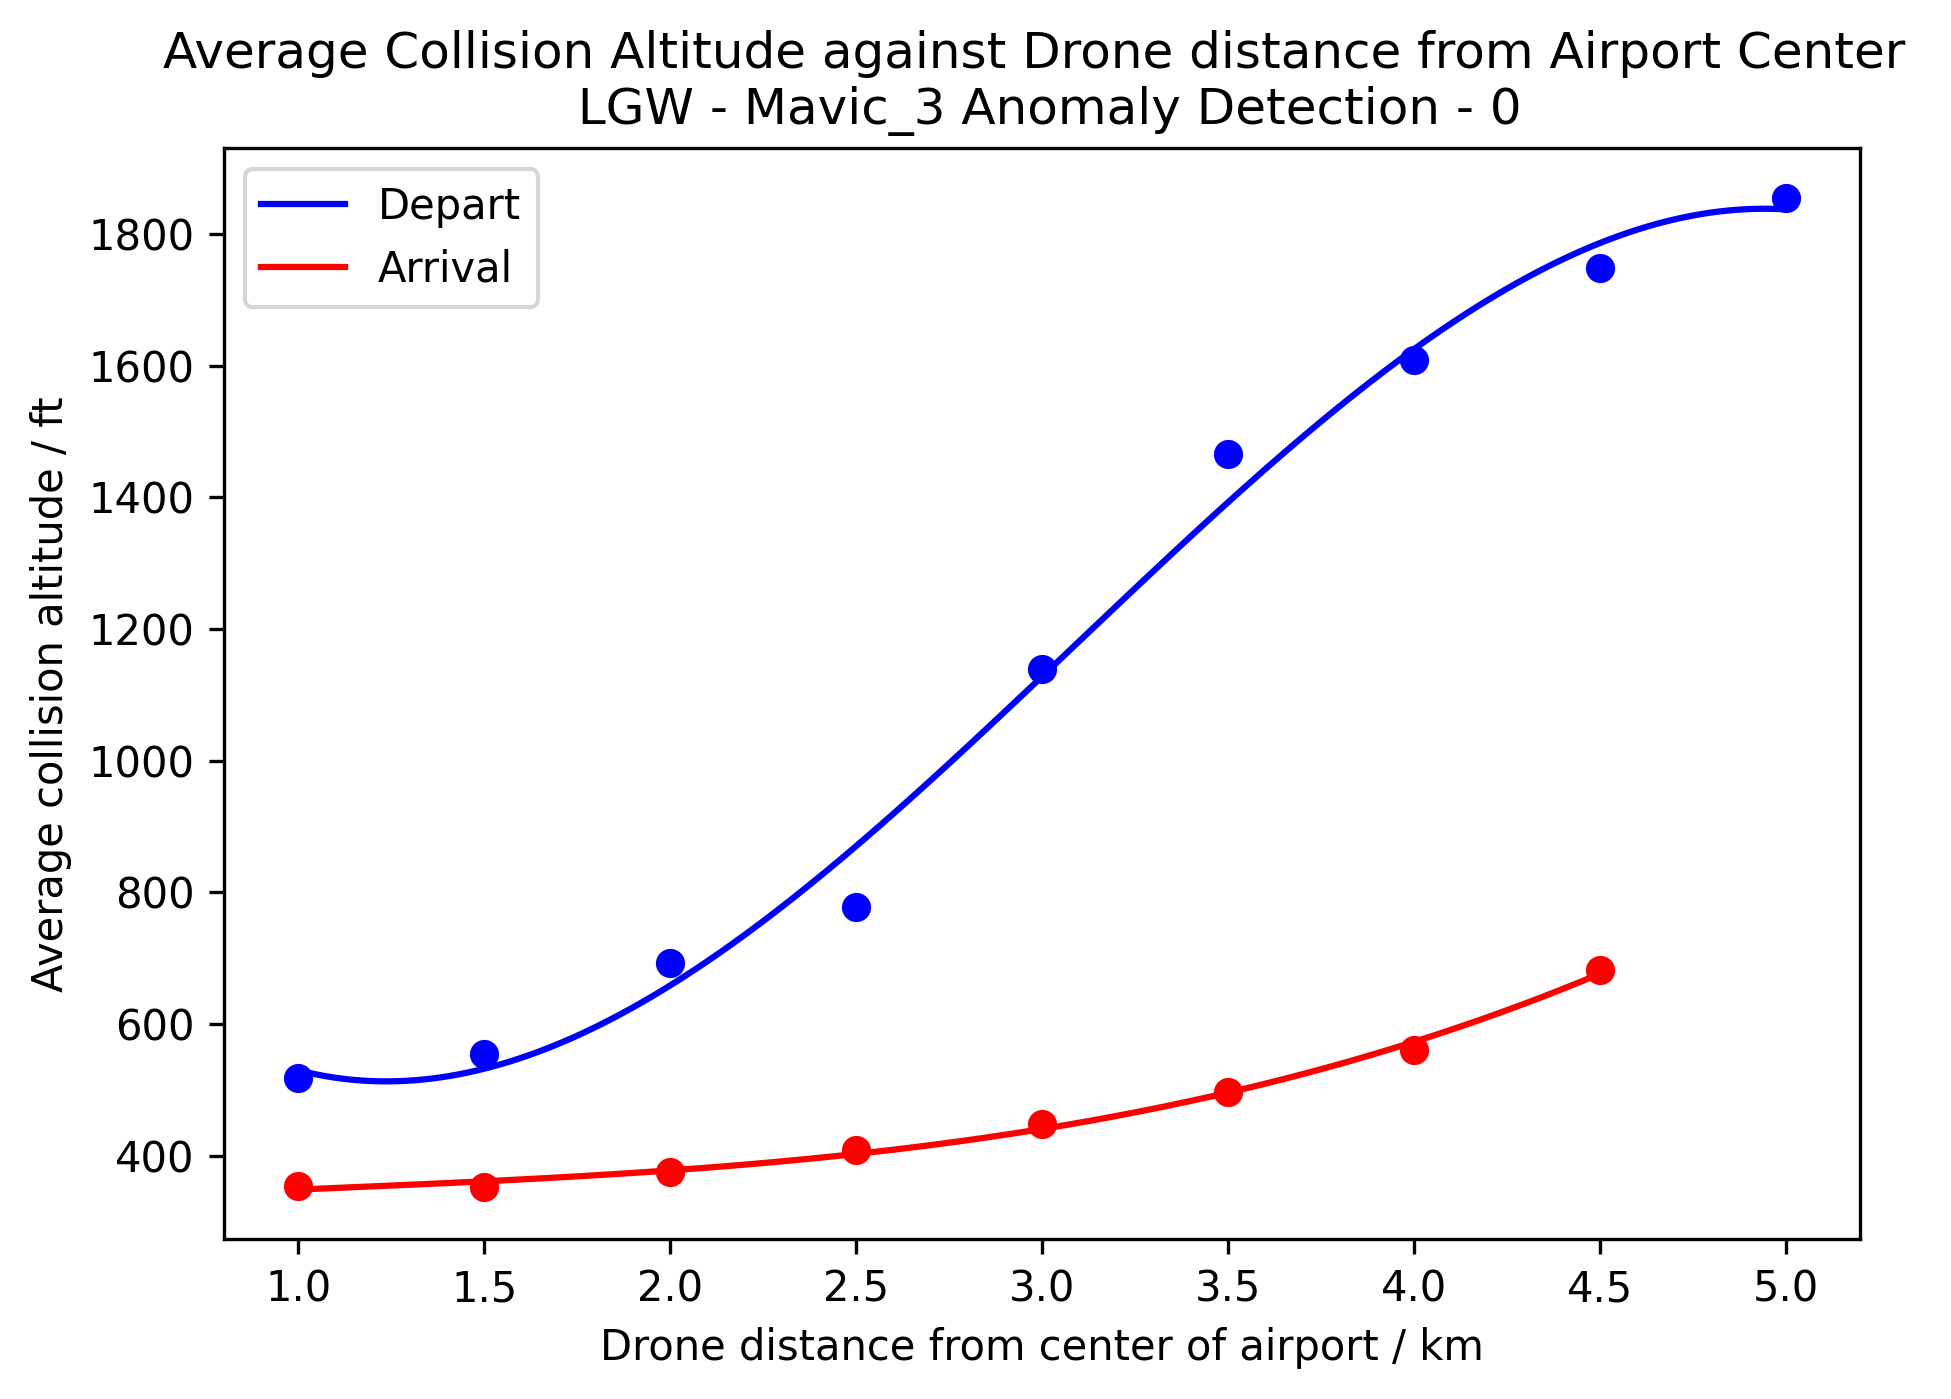 Average Collision Altitude against Drone distance from Airport Center
LGW - Mavic_3 Anomaly Detection - 0
Depart
Arrival
Average collision altitude / ft
1800
1600
1400
1200
1000
800
600
400
1.0 1.5 2.0 2.5 3.0 3.5 4.0 4.5 5.0
Drone distance from center of airport / km